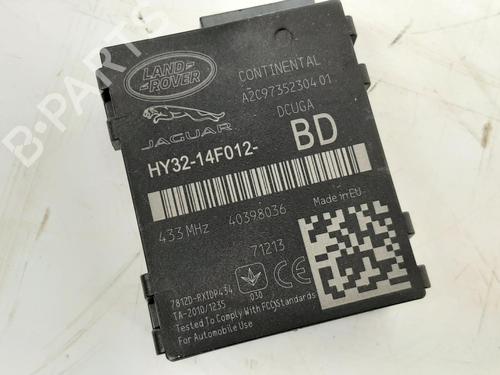 B-PARTS
LAND
ROVER
CONTINENTAL
A2C97352304 01
JAGUAR
DCUGA
HY32-14F012-
BD
433 MHz
40398036
Made in EU
71213
7812D-RXIDP434
TA-2010/1235
030
CE
Tested To Comply With FCC Standards
For Automobile Use